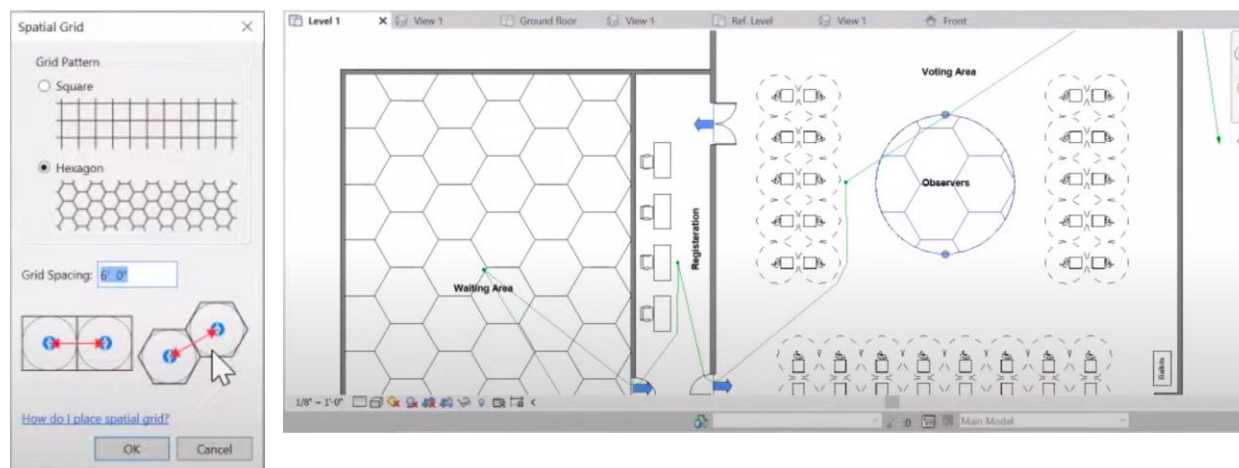 Spatial Grid
Grid Pattern
Square
Hexagon
Grid Spacing: 6' 0"
How do I place spatial grid?
OK Cancel
Level 1 View 1 Ground floor View 1 Ref. Level View 1 Front
Voting Area
Observers
Registeration
Waiting Area
Ballots
1/8" = 1'-0"
:0 Main Model